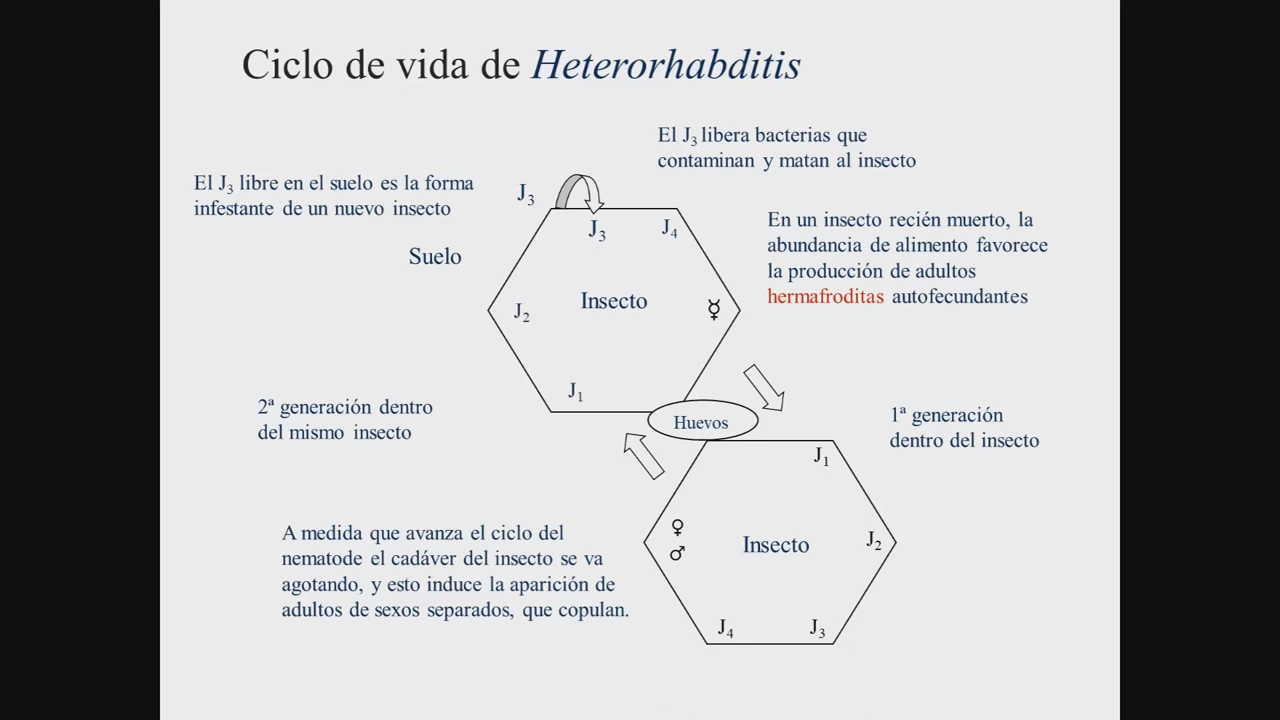 Ciclo de vida de Heterorhabditis
El J3 libera bacterias que
contaminan y matan al insecto
El J3 libre en el suelo es la forma
infestante de un nuevo insecto
J3
J3
J4
Suelo
En un insecto recién muerto, la
abundancia de alimento favorece
la producción de adultos
hermafroditas autofecundantes
J2
Insecto
☿
J1
2ª generación dentro
del mismo insecto
Huevos
1ª generación
dentro del insecto
J1
♀
♂
Insecto
J2
A medida que avanza el ciclo del
nematode el cadáver del insecto se va
agotando, y esto induce la aparición de
adultos de sexos separados, que copulan.
J4
J3